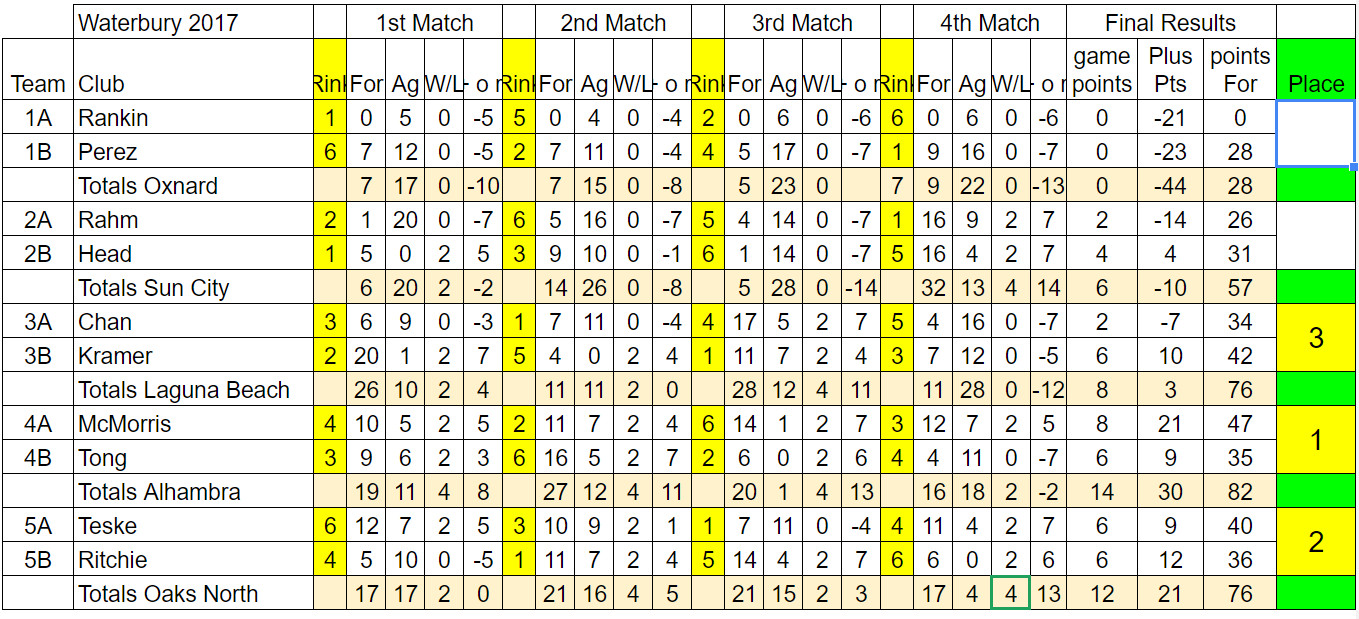 Waterbury 2017 1st Match 2nd Match 3rd Match 4th Match Final Results
game Plus points
Team Club Rink For Ag W/L - o r Rink For Ag W/L - o r Rink For Ag W/L - o r Rink For Ag W/L - o r points Pts For Place
1A Rankin 1 0 5 0 -5 5 0 4 0 -4 2 0 6 0 -6 6 0 6 0 -6 0 -21 0
1B Perez 6 7 12 0 -5 2 7 11 0 -4 4 5 17 0 -7 1 9 16 0 -7 0 -23 28
Totals Oxnard 7 17 0 -10 7 15 0 -8 5 23 0 7 9 22 0 -13 0 -44 28
2A Rahm 2 1 20 0 -7 6 5 16 0 -7 5 4 14 0 -7 1 16 9 2 7 2 -14 26
2B Head 1 5 0 2 5 3 9 10 0 -1 6 1 14 0 -7 5 16 4 2 7 4 4 31
Totals Sun City 6 20 2 -2 14 26 0 -8 5 28 0 -14 32 13 4 14 6 -10 57
3A Chan 3 6 9 0 -3 1 7 11 0 -4 4 17 5 2 7 5 4 16 0 -7 2 -7 34 3
3B Kramer 2 20 1 2 7 5 4 0 2 4 1 11 7 2 4 3 7 12 0 -5 6 10 42
Totals Laguna Beach 26 10 2 4 11 11 2 0 28 12 4 11 11 28 0 -12 8 3 76
4A McMorris 4 10 5 2 5 2 11 7 2 4 6 14 1 2 7 3 12 7 2 5 8 21 47 1
4B Tong 3 9 6 2 3 6 16 5 2 7 2 6 0 2 6 4 4 11 0 -7 6 9 35
Totals Alhambra 19 11 4 8 27 12 4 11 20 1 4 13 16 18 2 -2 14 30 82
5A Teske 6 12 7 2 5 3 10 9 2 1 1 7 11 0 -4 4 11 4 2 7 6 9 40 2
5B Ritchie 4 5 10 0 -5 1 11 7 2 4 5 14 4 2 7 6 6 0 2 6 6 12 36
Totals Oaks North 17 17 2 0 21 16 4 5 21 15 2 3 17 4 4 13 12 21 76